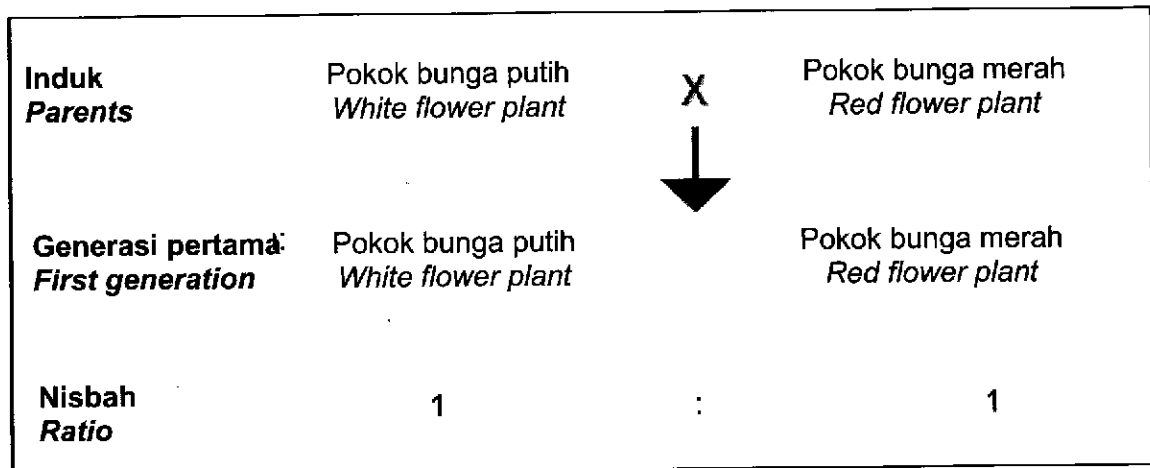 Induk Pokok bunga putih X Pokok bunga merah
Parents White flower plant Red flower plant
Generasi pertama: Pokok bunga putih Pokok bunga merah
First generation White flower plant Red flower plant
Nisbah 1 : 1
Ratio